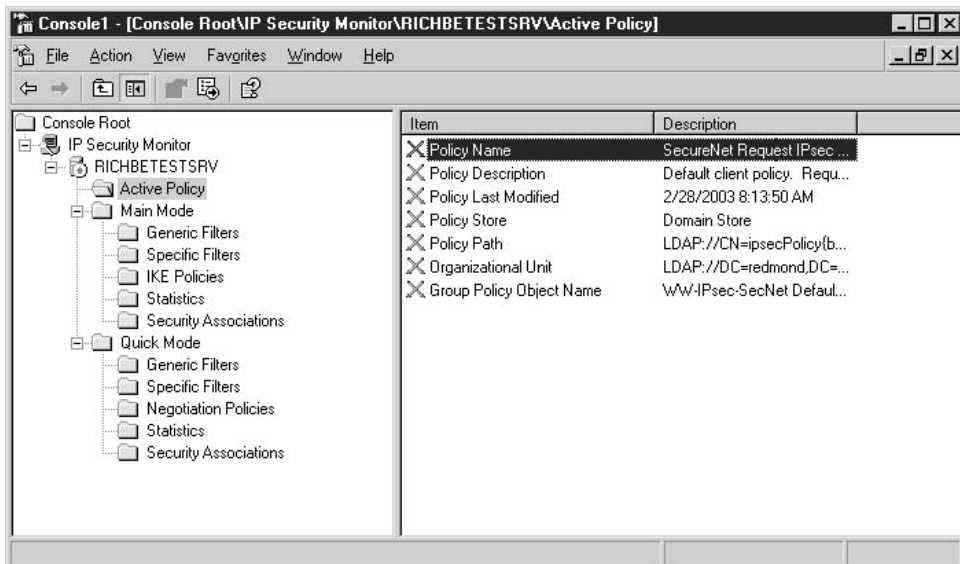 Console1 - [Console Root\IP Security Monitor\RICHBETESTSRV\Active Policy]
File Action View Favorites Window Help
Console Root
IP Security Monitor
RICHBETESTSRV
Active Policy
Main Mode
Generic Filters
Specific Filters
IKE Policies
Statistics
Security Associations
Quick Mode
Generic Filters
Specific Filters
Negotiation Policies
Statistics
Security Associations
Item Description
Policy Name SecureNet Request IPsec ...
Policy Description Default client policy. Requ...
Policy Last Modified 2/28/2003 8:13:50 AM
Policy Store Domain Store
Policy Path LDAP://CN=ipsecPolicy{b...
Organizational Unit LDAP://DC=redmond,DC=...
Group Policy Object Name WW-IPsec-SecNet Defaul...